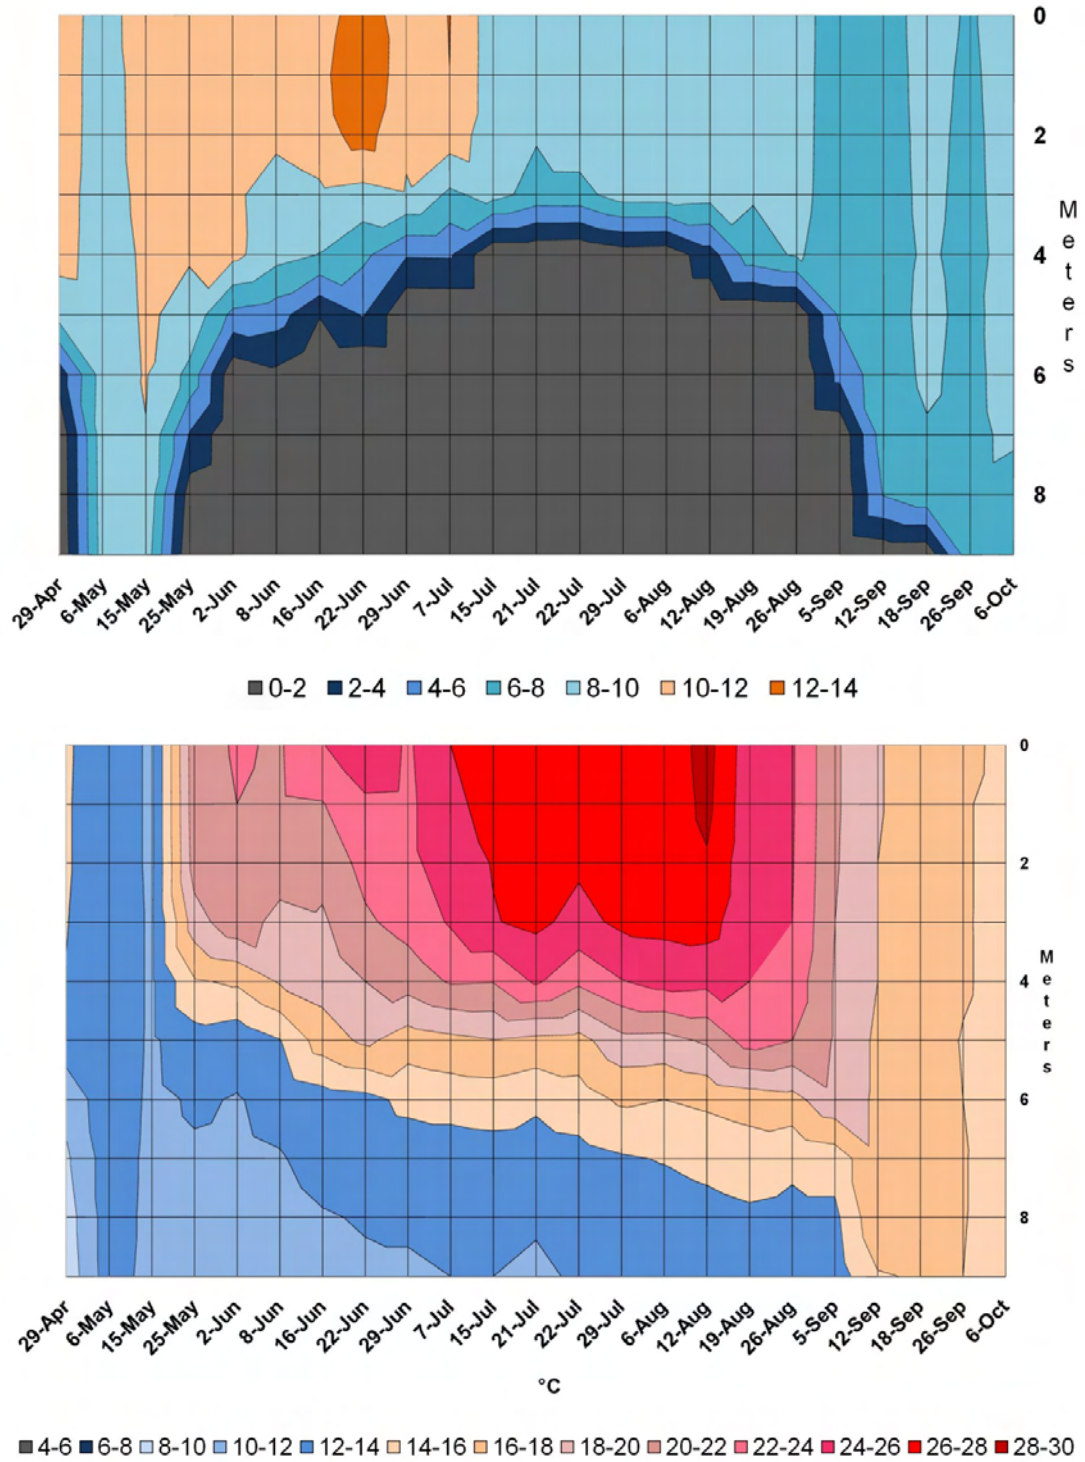 0
2
4
6
8
Meters
29-Apr 6-May 15-May 25-May 2-Jun 8-Jun 16-Jun 22-Jun 29-Jun 7-Jul 15-Jul 21-Jul 22-Jul 29-Jul 6-Aug 12-Aug 19-Aug 26-Aug 5-Sep 12-Sep 18-Sep 26-Sep 6-Oct
0-2 2-4 4-6 6-8 8-10 10-12 12-14
0
2
4
6
8
Meters
29-Apr 6-May 15-May 25-May 2-Jun 8-Jun 16-Jun 22-Jun 29-Jun 7-Jul 15-Jul 21-Jul 22-Jul 29-Jul 6-Aug 12-Aug 19-Aug 26-Aug 5-Sep 12-Sep 18-Sep 26-Sep 6-Oct
°C
4-6 6-8 8-10 10-12 12-14 14-16 16-18 18-20 20-22 22-24 24-26 26-28 28-30